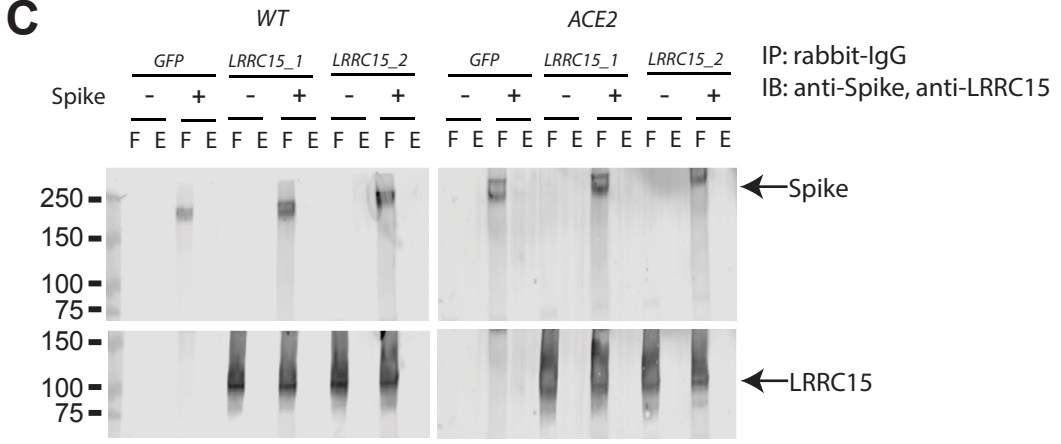 C
WT ACE2
GFP LRRC15_1 LRRC15_2 GFP LRRC15_1 LRRC15_2
IP: rabbit-IgG
IB: anti-Spike, anti-LRRC15
Spike - + - + - + - + - + - +
F E F E F E F E F E F E F E F E F E F E F E F E
250
150
100
75
Spike
150
100
75
LRRC15